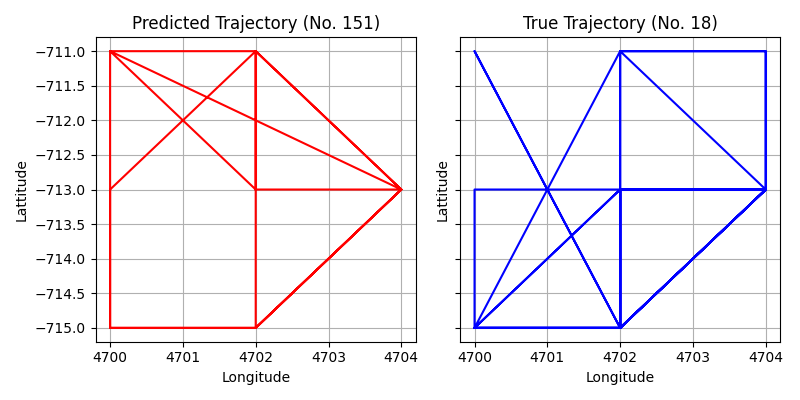 Predicted Trajectory (No. 151)
True Trajectory (No. 18)
−711.0
−711.5
−712.0
−712.5
−713.0
−713.5
−714.0
−714.5
−715.0
Lattitude
Lattitude
4700 4701 4702 4703 4704
4700 4701 4702 4703 4704
Longitude
Longitude